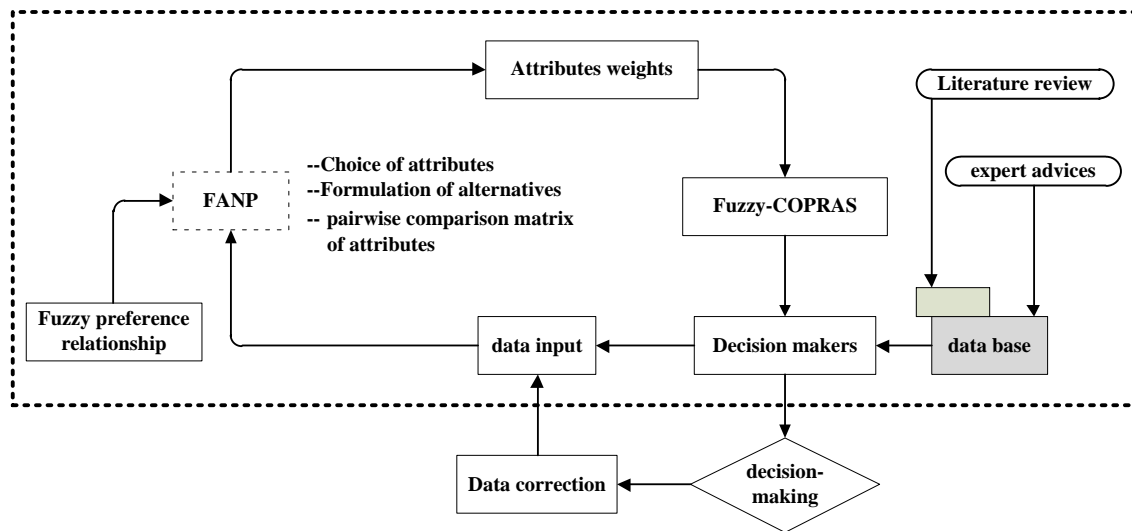 Attributes weights
Literature review
--Choice of attributes
--Formulation of alternatives
-- pairwise comparison matrix
of attributes
expert advices
FANP
Fuzzy-COPRAS
Fuzzy preference
relationship
data input
Decision makers
data base
Data correction
decision-
making